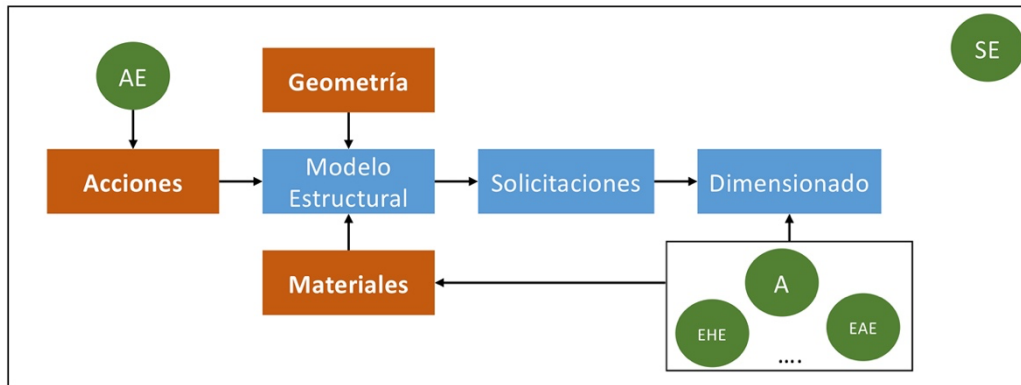 SE
AE
Geometría
Acciones
Modelo
Estructural
Solicitaciones
Dimensionado
Materiales
A
EHE
EAE
....